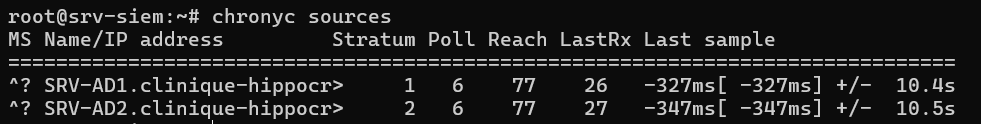 root@srv-siem:~# chronyc sources
MS Name/IP address         Stratum Poll Reach LastRx Last sample
===============================================================================
^? SRV-AD1.clinique-hippocr>     1   6    77    26   -327ms[ -327ms] +/-  10.4s
^? SRV-AD2.clinique-hippocr>     2   6    77    27   -347ms[ -347ms] +/-  10.5s